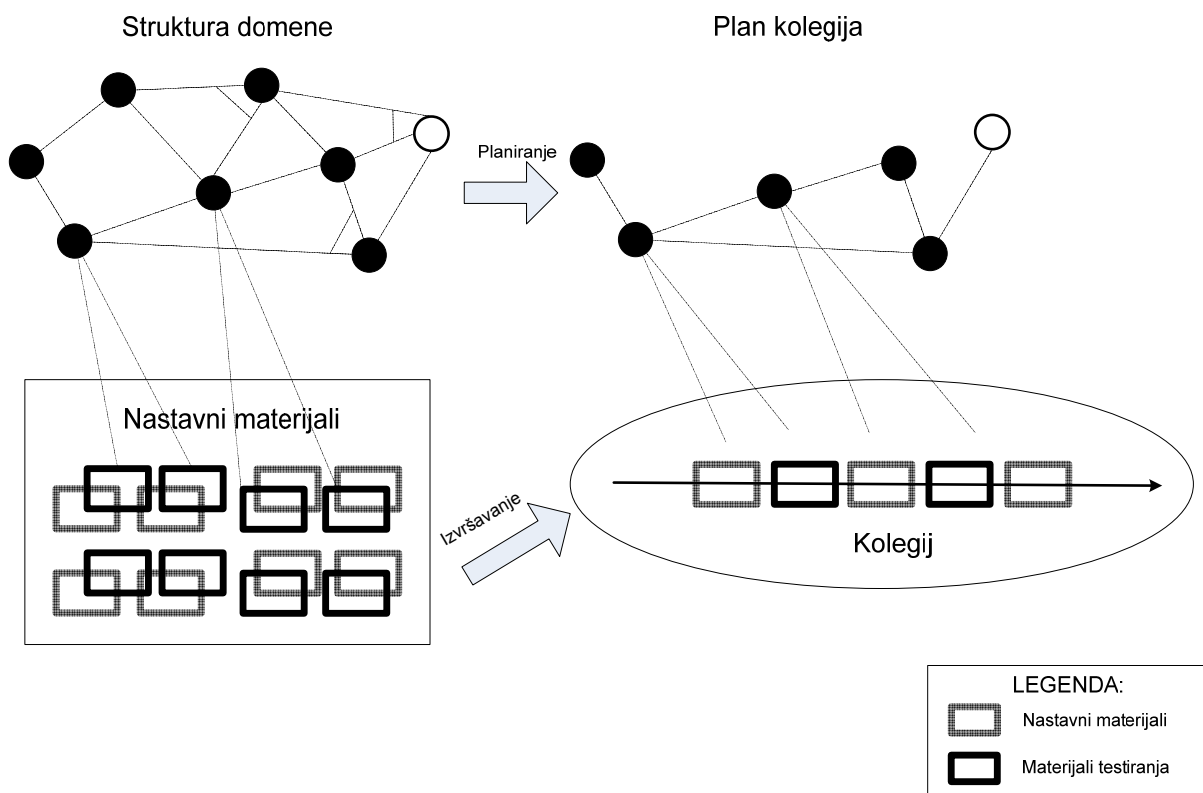 Struktura domene
Plan kolegija
Planiranje
Nastavni materijali
Izvršavanje
Kolegij
LEGENDA:
Nastavni materijali
Materijali testiranja